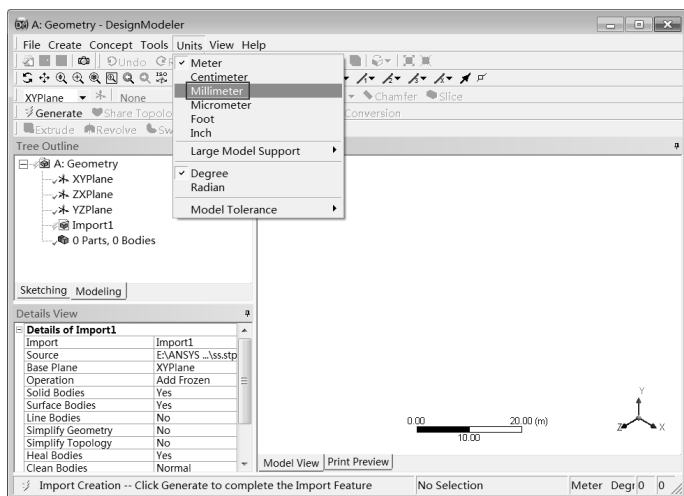 A: Geometry - DesignModeler
File Create Concept Tools Units View Help
Undo
XYPlane None
Chamfer Slice
Generate Share Topolo
Conversion
Extrude Revolve Sw
Meter
Centimeter
Millimeter
Micrometer
Foot
Inch
Large Model Support
Degree
Radian
Model Tolerance
Tree Outline
A: Geometry
XYPlane
ZXPlane
YZPlane
Import1
0 Parts, 0 Bodies
Sketching Modeling
Details View
Details of Import1
Import Import1
Source E:\ANSYS ...\ss.stp
Base Plane XYPlane
Operation Add Frozen
Solid Bodies Yes
Surface Bodies Yes
Line Bodies No
Simplify Geometry No
Simplify Topology No
Heal Bodies Yes
Clean Bodies Normal
0.00 20.00 (m)
10.00
Y
Z X
Model View Print Preview
Import Creation -- Click Generate to complete the Import Feature No Selection Meter Degr 0 0